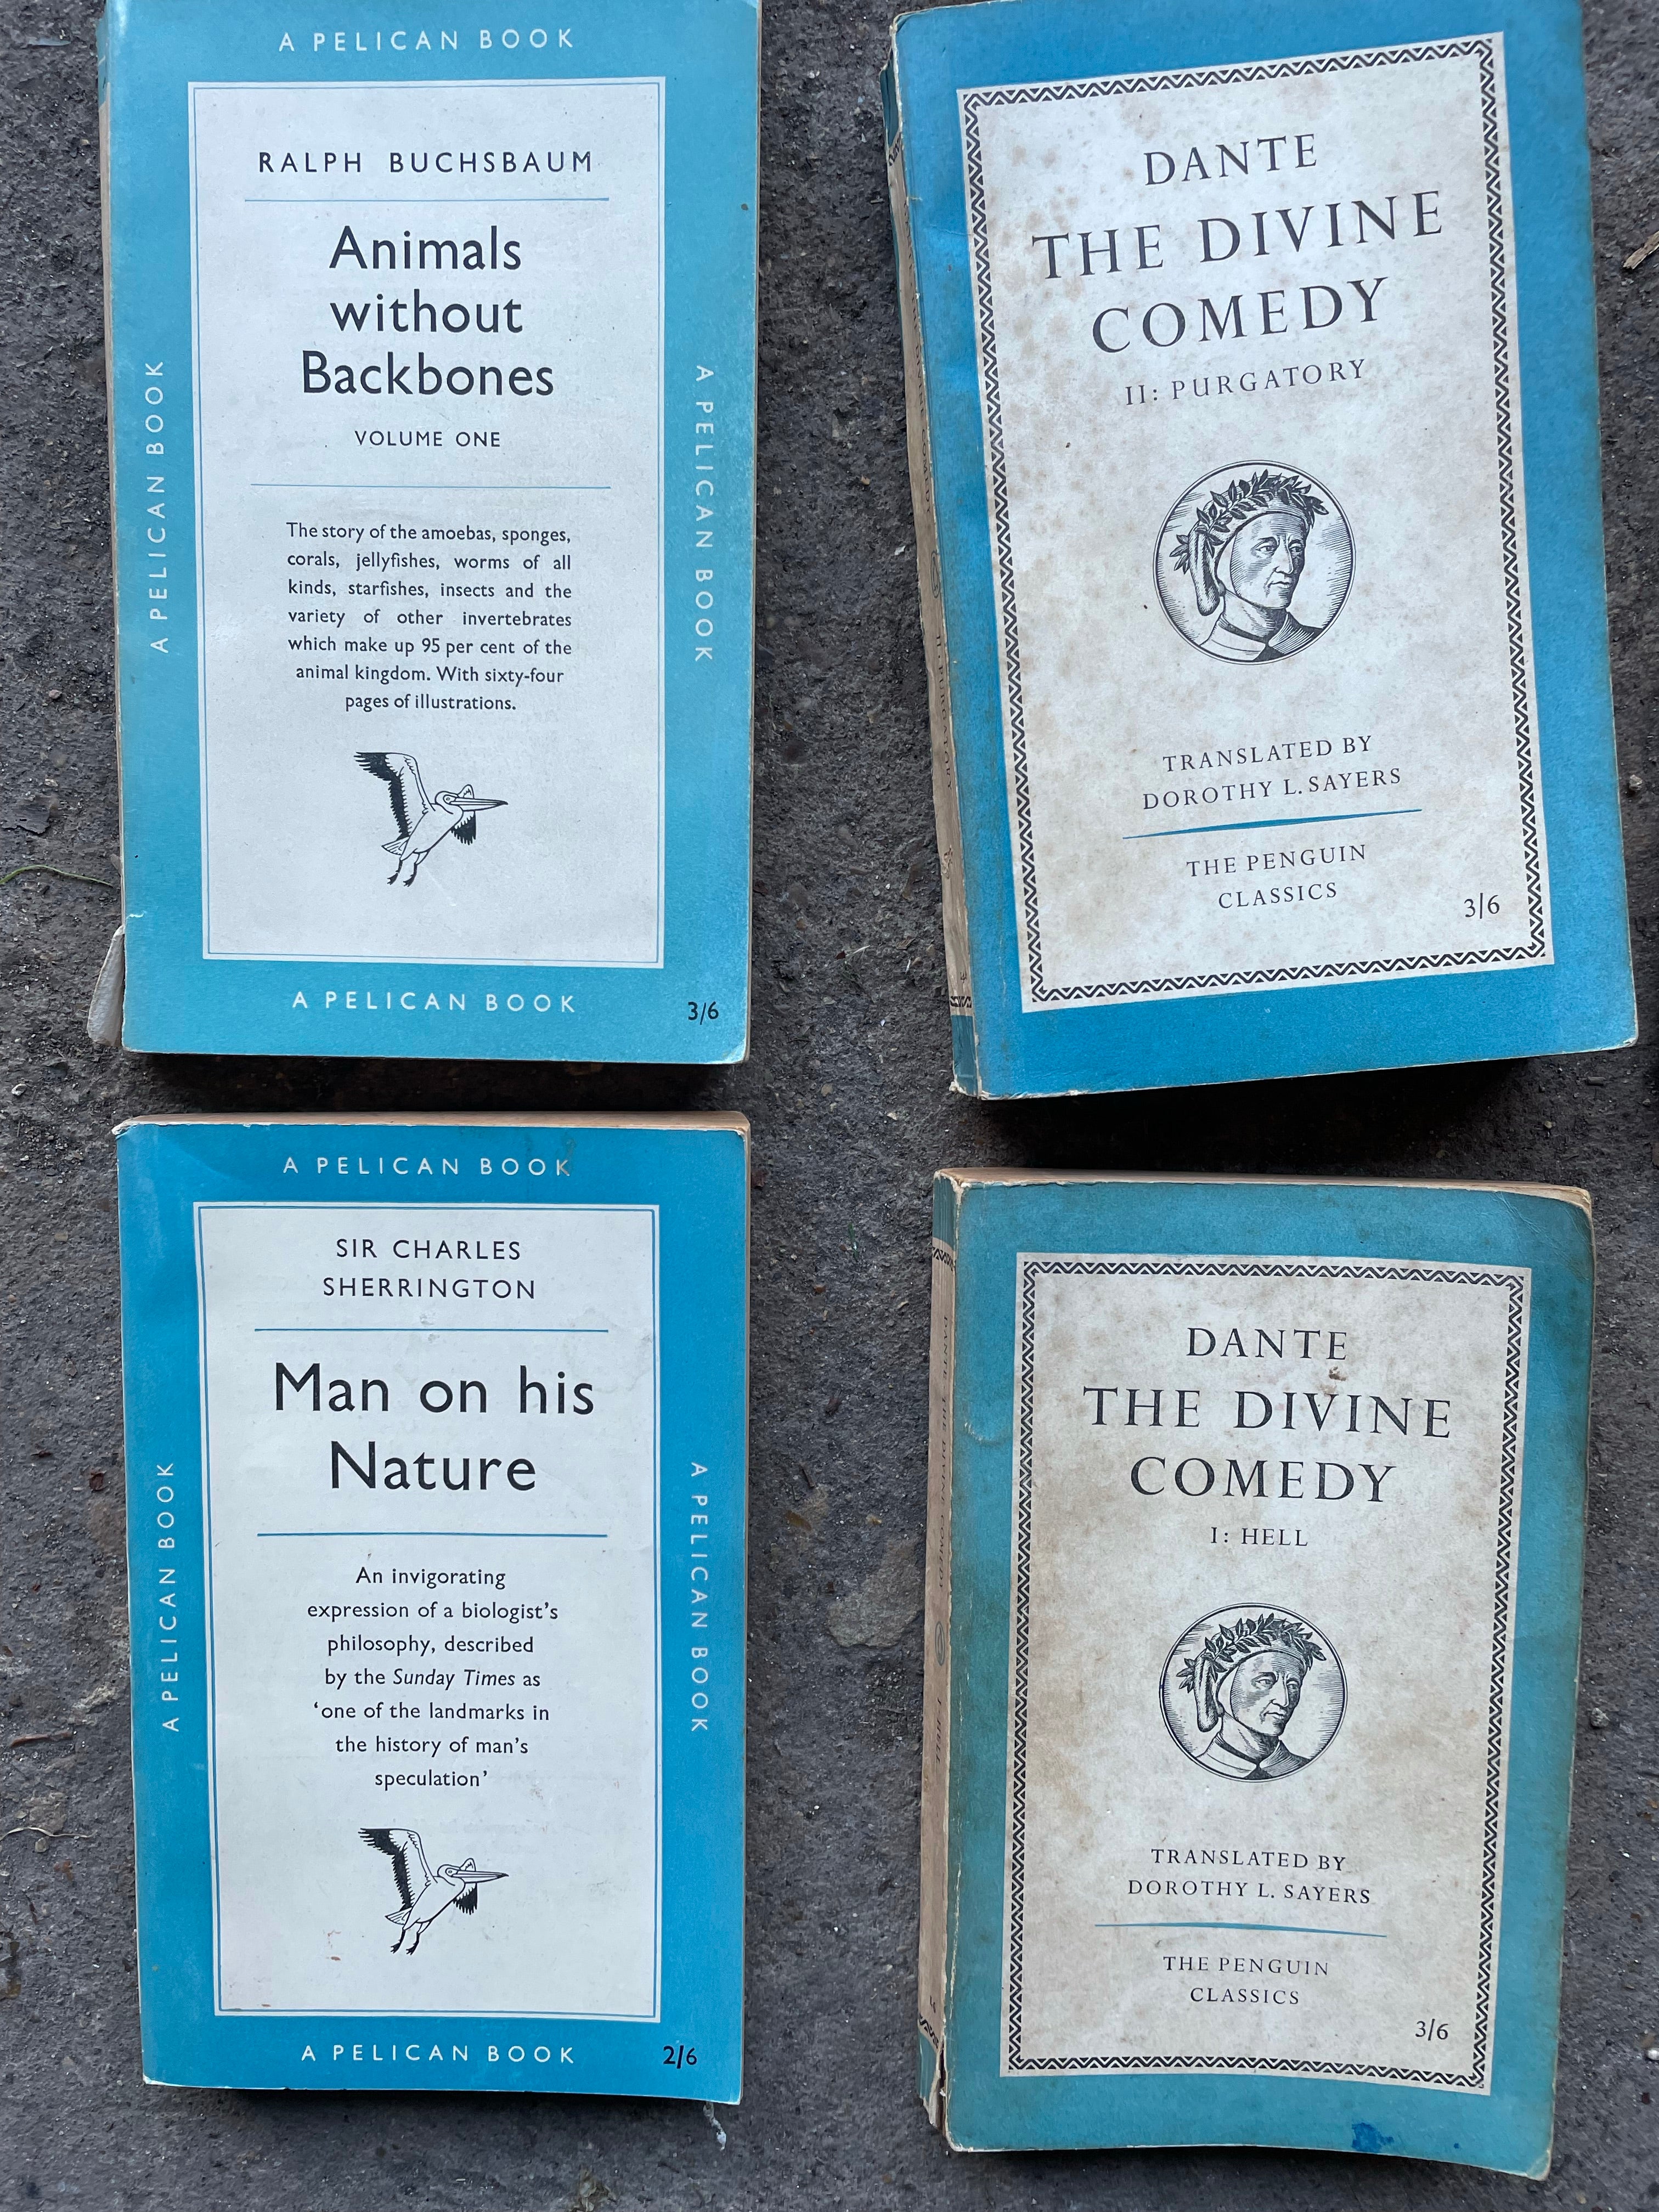 A PELICAN BOOK
RALPH BUCHSBAUM
Animals
without
Backbones
VOLUME ONE
The story of the amoebas, sponges,
corals, jellyfishes, worms of all
kinds, starfishes, insects and the
variety of other invertebrates
which make up 95 per cent of the
animal kingdom. With sixty-four
pages of illustrations.
A PELICAN BOOK
A PELICAN BOOK
A PELICAN BOOK
3/6
DANTE
THE DIVINE
COMEDY
II: PURGATORY
TRANSLATED BY
DOROTHY L. SAYERS
THE PENGUIN
CLASSICS
3/6
A PELICAN BOOK
SIR CHARLES
SHERRINGTON
Man on his
Nature
An invigorating
expression of a biologist's
philosophy, described
by the Sunday Times as
‘one of the landmarks in
the history of man's
speculation’
A PELICAN BOOK
A PELICAN BOOK
A PELICAN BOOK
2/6
DANTE
THE DIVINE
COMEDY
I: HELL
TRANSLATED BY
DOROTHY L. SAYERS
THE PENGUIN
CLASSICS
3/6